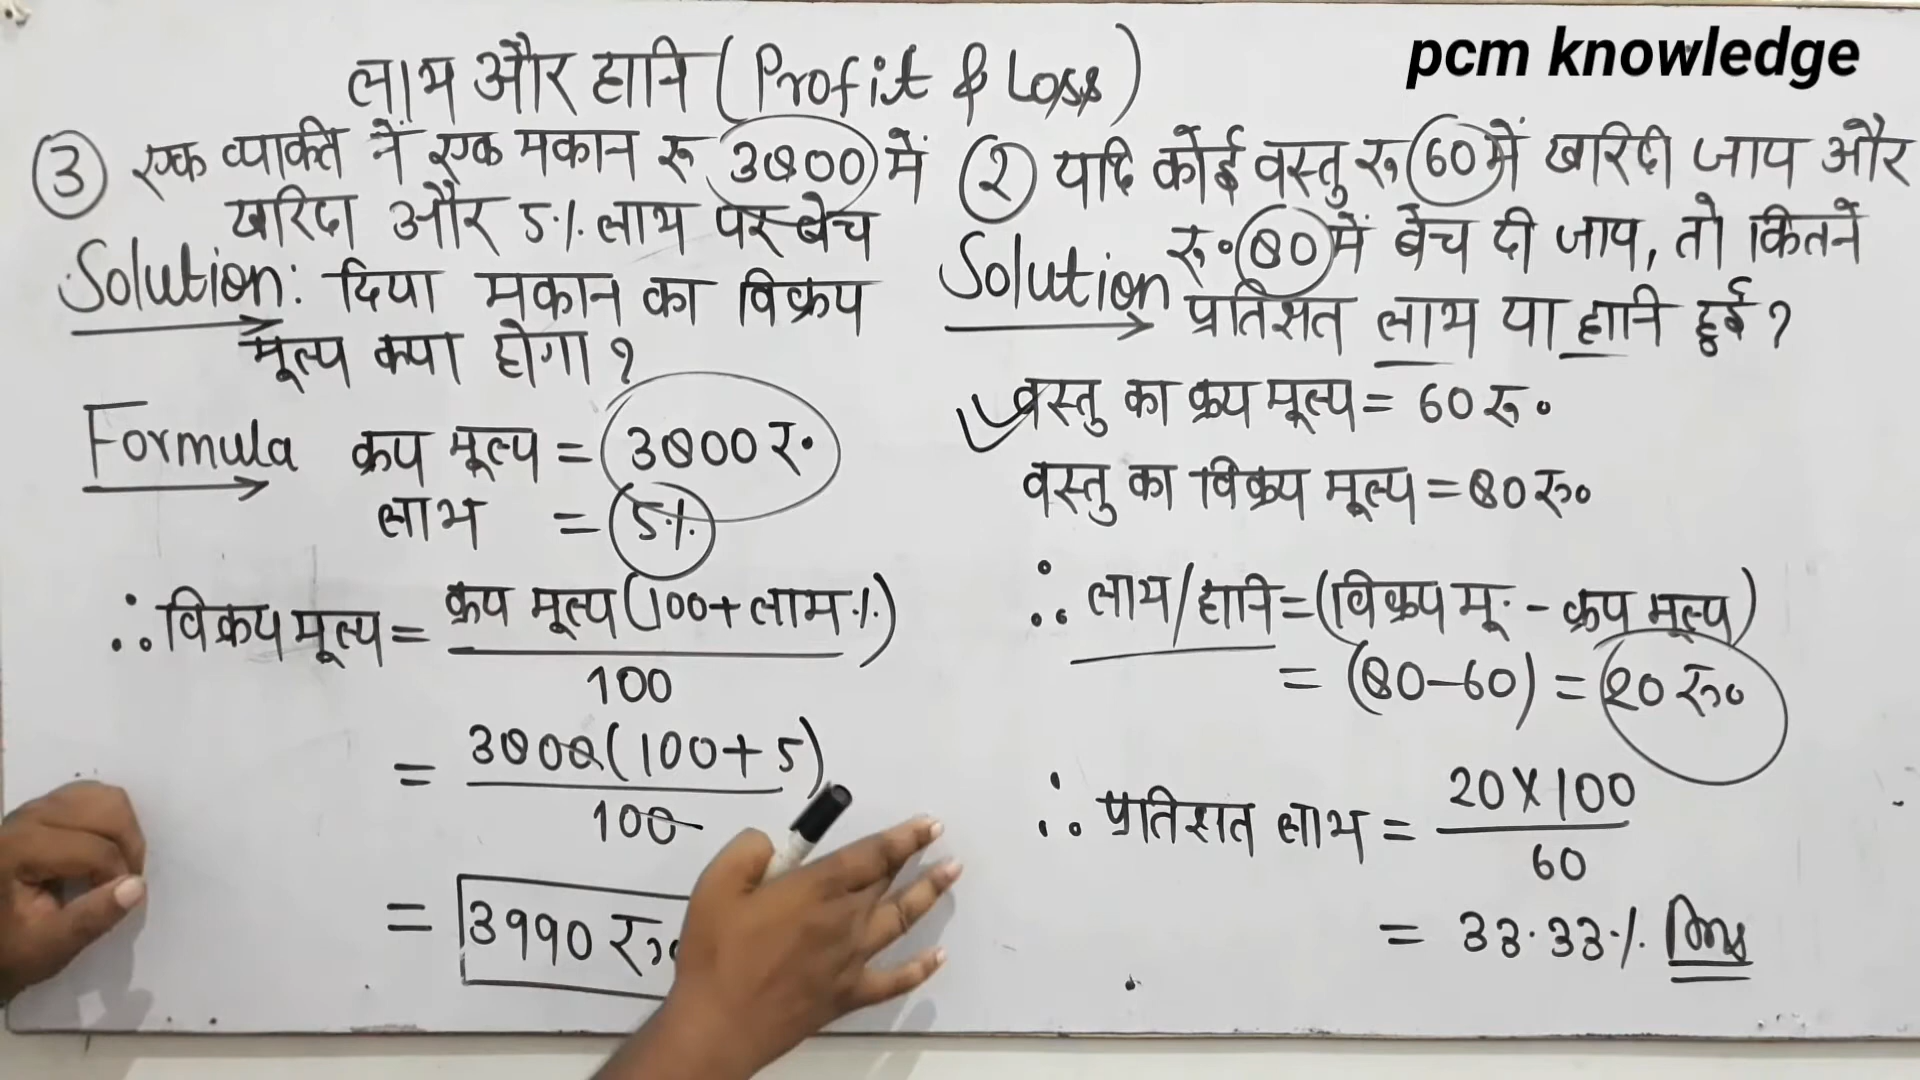 pcm knowledge
लाभ और हानि (Profit & Loss)
③ एक व्यक्ति ने एक मकान रू 3800 में
खरिदा और 5% लाभ पर बेच
Solution: दिया मकान का विक्रय
मूल्य क्या होगा ?
Formula क्रय मूल्य = 3800 रु॰
लाभ = 5%
∴ विक्रय मूल्य = क्रय मूल्य (100 + लाभ %)
100
= 3800 (100 + 5)
100
= 3990 रु॰
② यदि कोई वस्तु रू 60 में खरिदी जाय और
रु॰ 80 में बेच दी जाय, तो कितने
Solution प्रतिसत लाभ या हानि हुई ?
वस्तु का क्रय मूल्य = 60 रू॰
वस्तु का विक्रय मूल्य = 80 रू॰
∴ लाभ/हानि = (विक्रय मू॰ - क्रय मूल्य)
= (80-60) = 20 रू॰
∴ प्रतिसत लाभ = 20 X 100
60
= 33.33% Ans